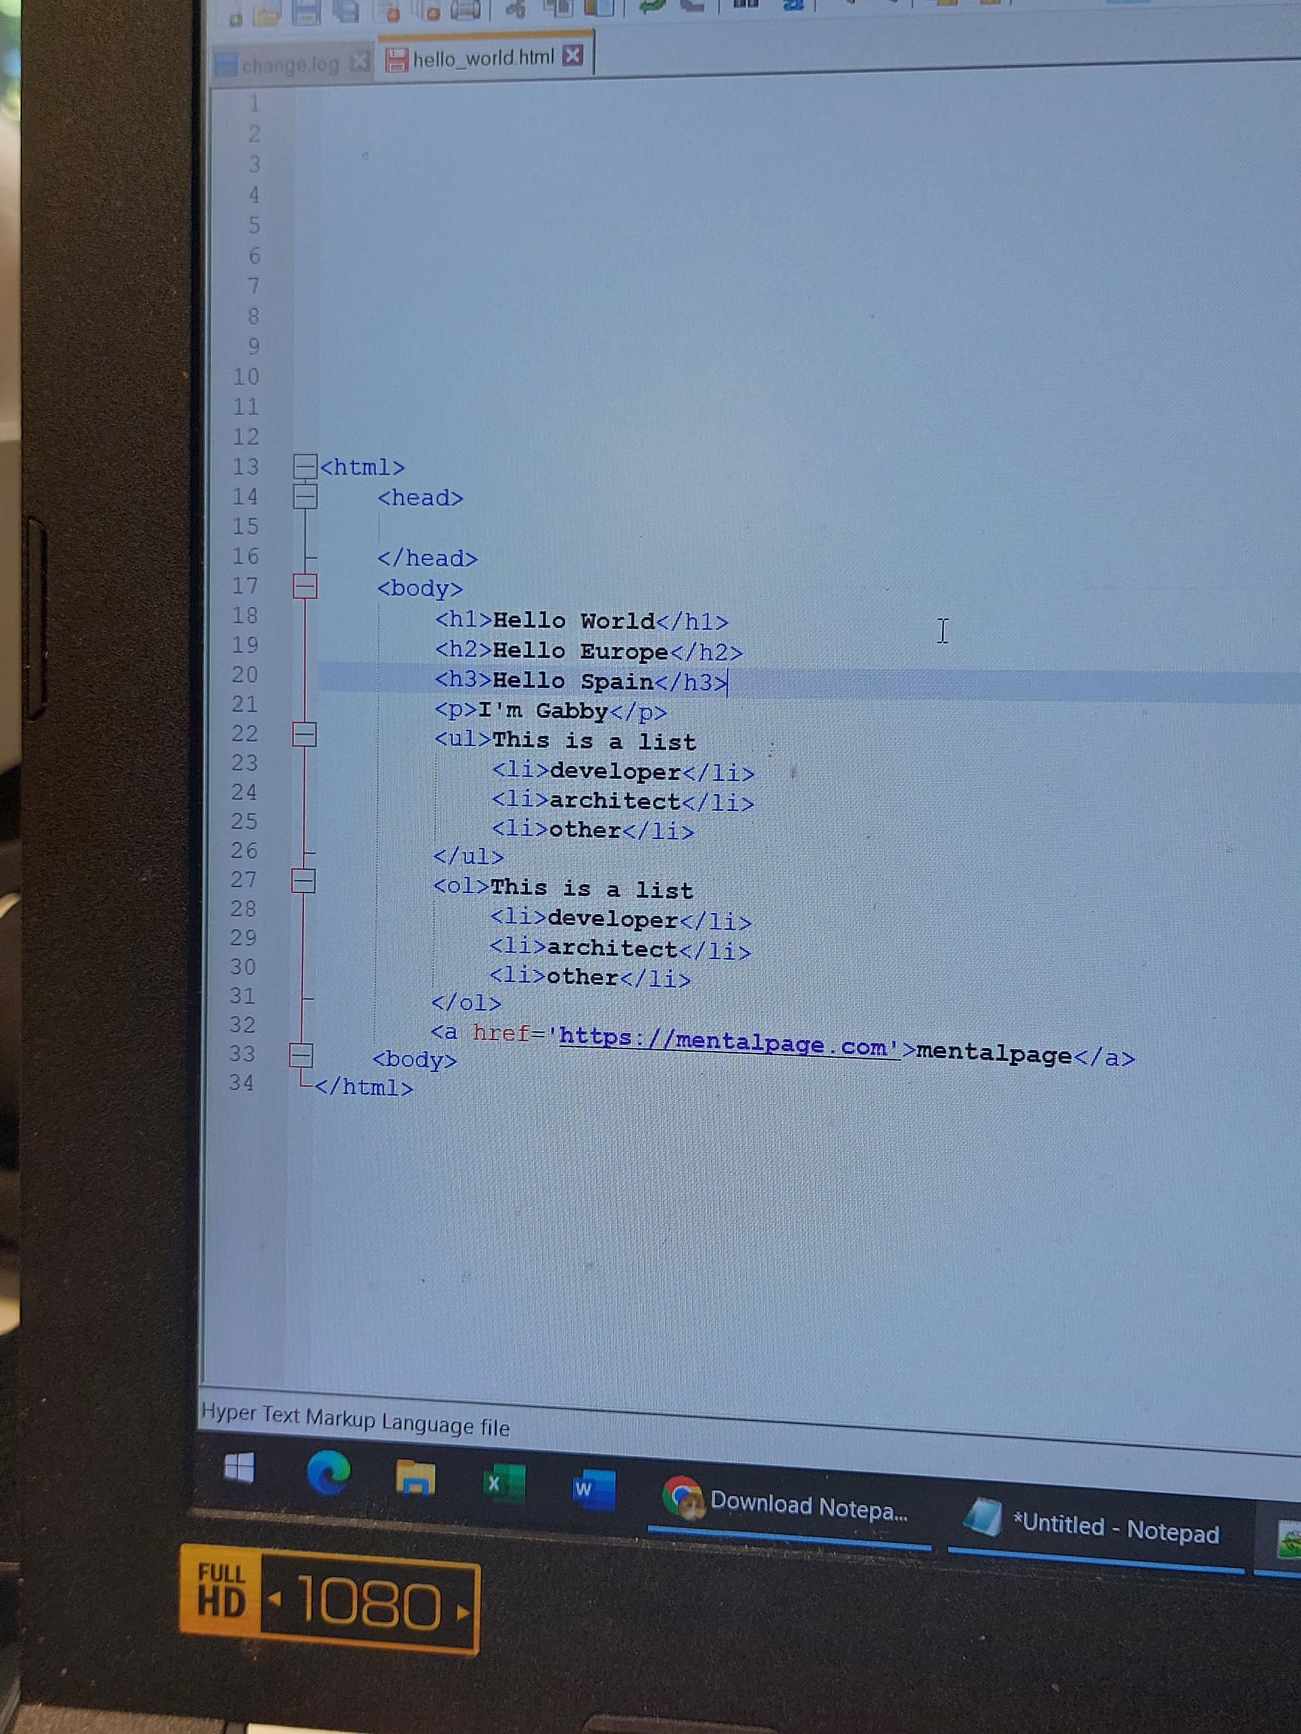 change.log
hello_world.html
1
2
3
4
5
6
7
8
9
10
11
12
13 <html>
14 <head>
15
16 </head>
17 <body>
18 <h1>Hello World</h1>
19 <h2>Hello Europe</h2>
20 <h3>Hello Spain</h3>
21 <p>I'm Gabby</p>
22 <ul>This is a list
23 <li>developer</li>
24 <li>architect</li>
25 <li>other</li>
26 </ul>
27 <ol>This is a list
28 <li>developer</li>
29 <li>architect</li>
30 <li>other</li>
31 </ol>
32 <a href='https://mentalpage.com'>mentalpage</a>
33 <body>
34 </html>
Hyper Text Markup Language file
Download Notepa...
*Untitled - Notepad
FULL HD 1080